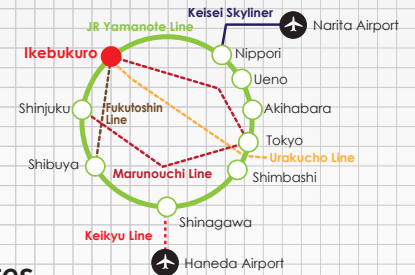 Keisei Skyliner
Narita Airport
JR Yamanote Line
Ikebukuro
Nippori
Ueno
Shinjuku
Fukutoshin
Line
Akihabara
Tokyo
Urakucho Line
Shibuya
Marunouchi Line
Shimbashi
Shinagawa
Keikyu Line
Haneda Airport